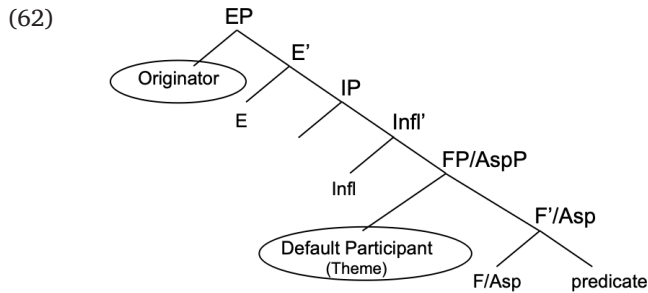 (62)
EP
E’
Originator
IP
E
Infl’
FP/AspP
Infl
F’/Asp
Default Participant
(Theme)
F/Asp predicate